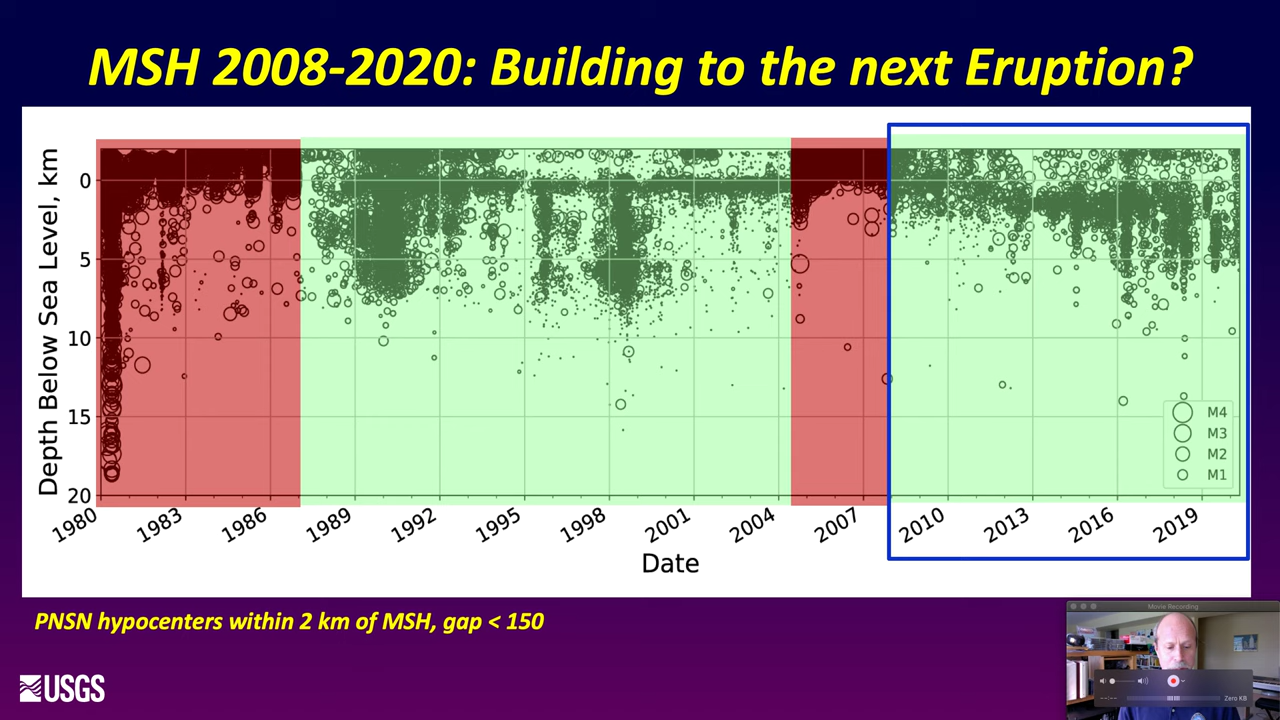 MSH 2008-2020: Building to the next Eruption?
Depth Below Sea Level, km
0
5
10
15
20
M4
M3
M2
M1
1980
1983
1986
1989
1992
1995
1998
2001
2004
2007
2010
2013
2016
2019
Date
PNSN hypocenters within 2 km of MSH, gap < 150
Movie Recording
--:--
Zero KB
USGS